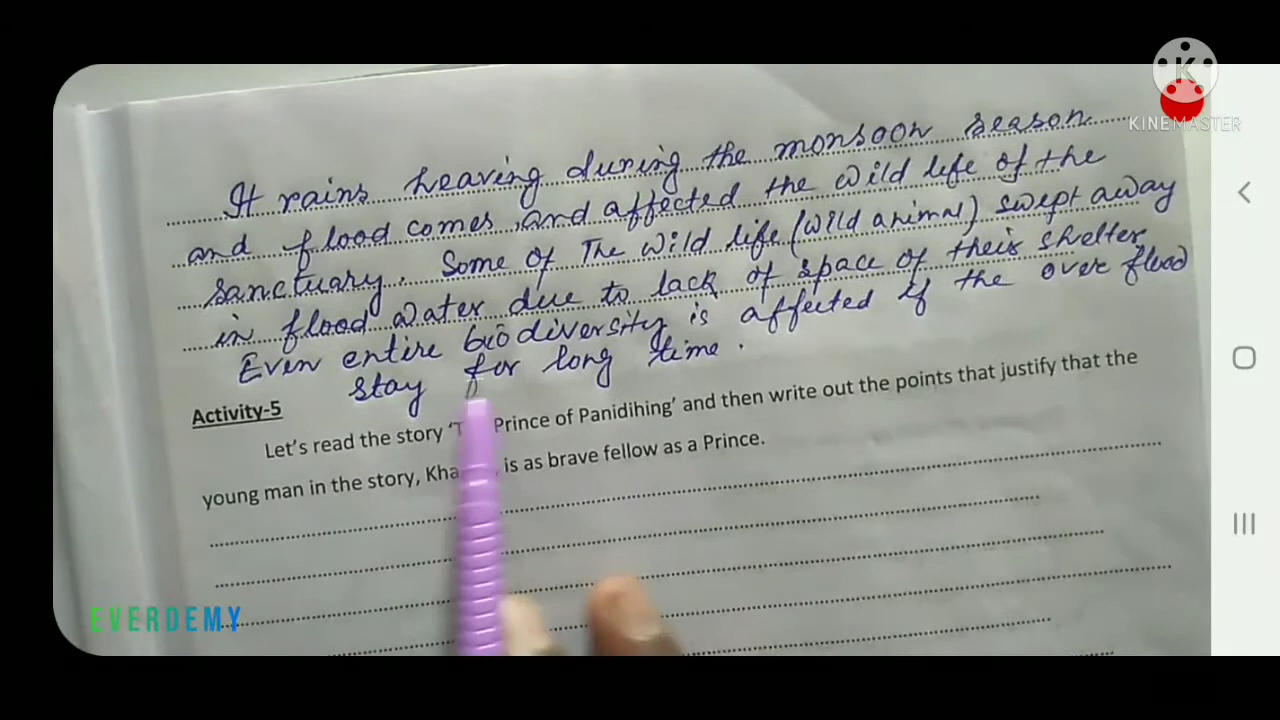 KINEMASTER
It rains heaving during the monsoon season
and flood comes, and affected the wild life of the
sanctuary. Some of The wild life (wild animal) swept away
in flood water due to lack of space of their shelter
Even entire biodiversity is affected if the over flood
stay for long time.
Activity-5
Let's read the story Prince of Panidihing' and then write out the points that justify that the
young man in the story, is as brave fellow as a Prince.
EVERDEMY